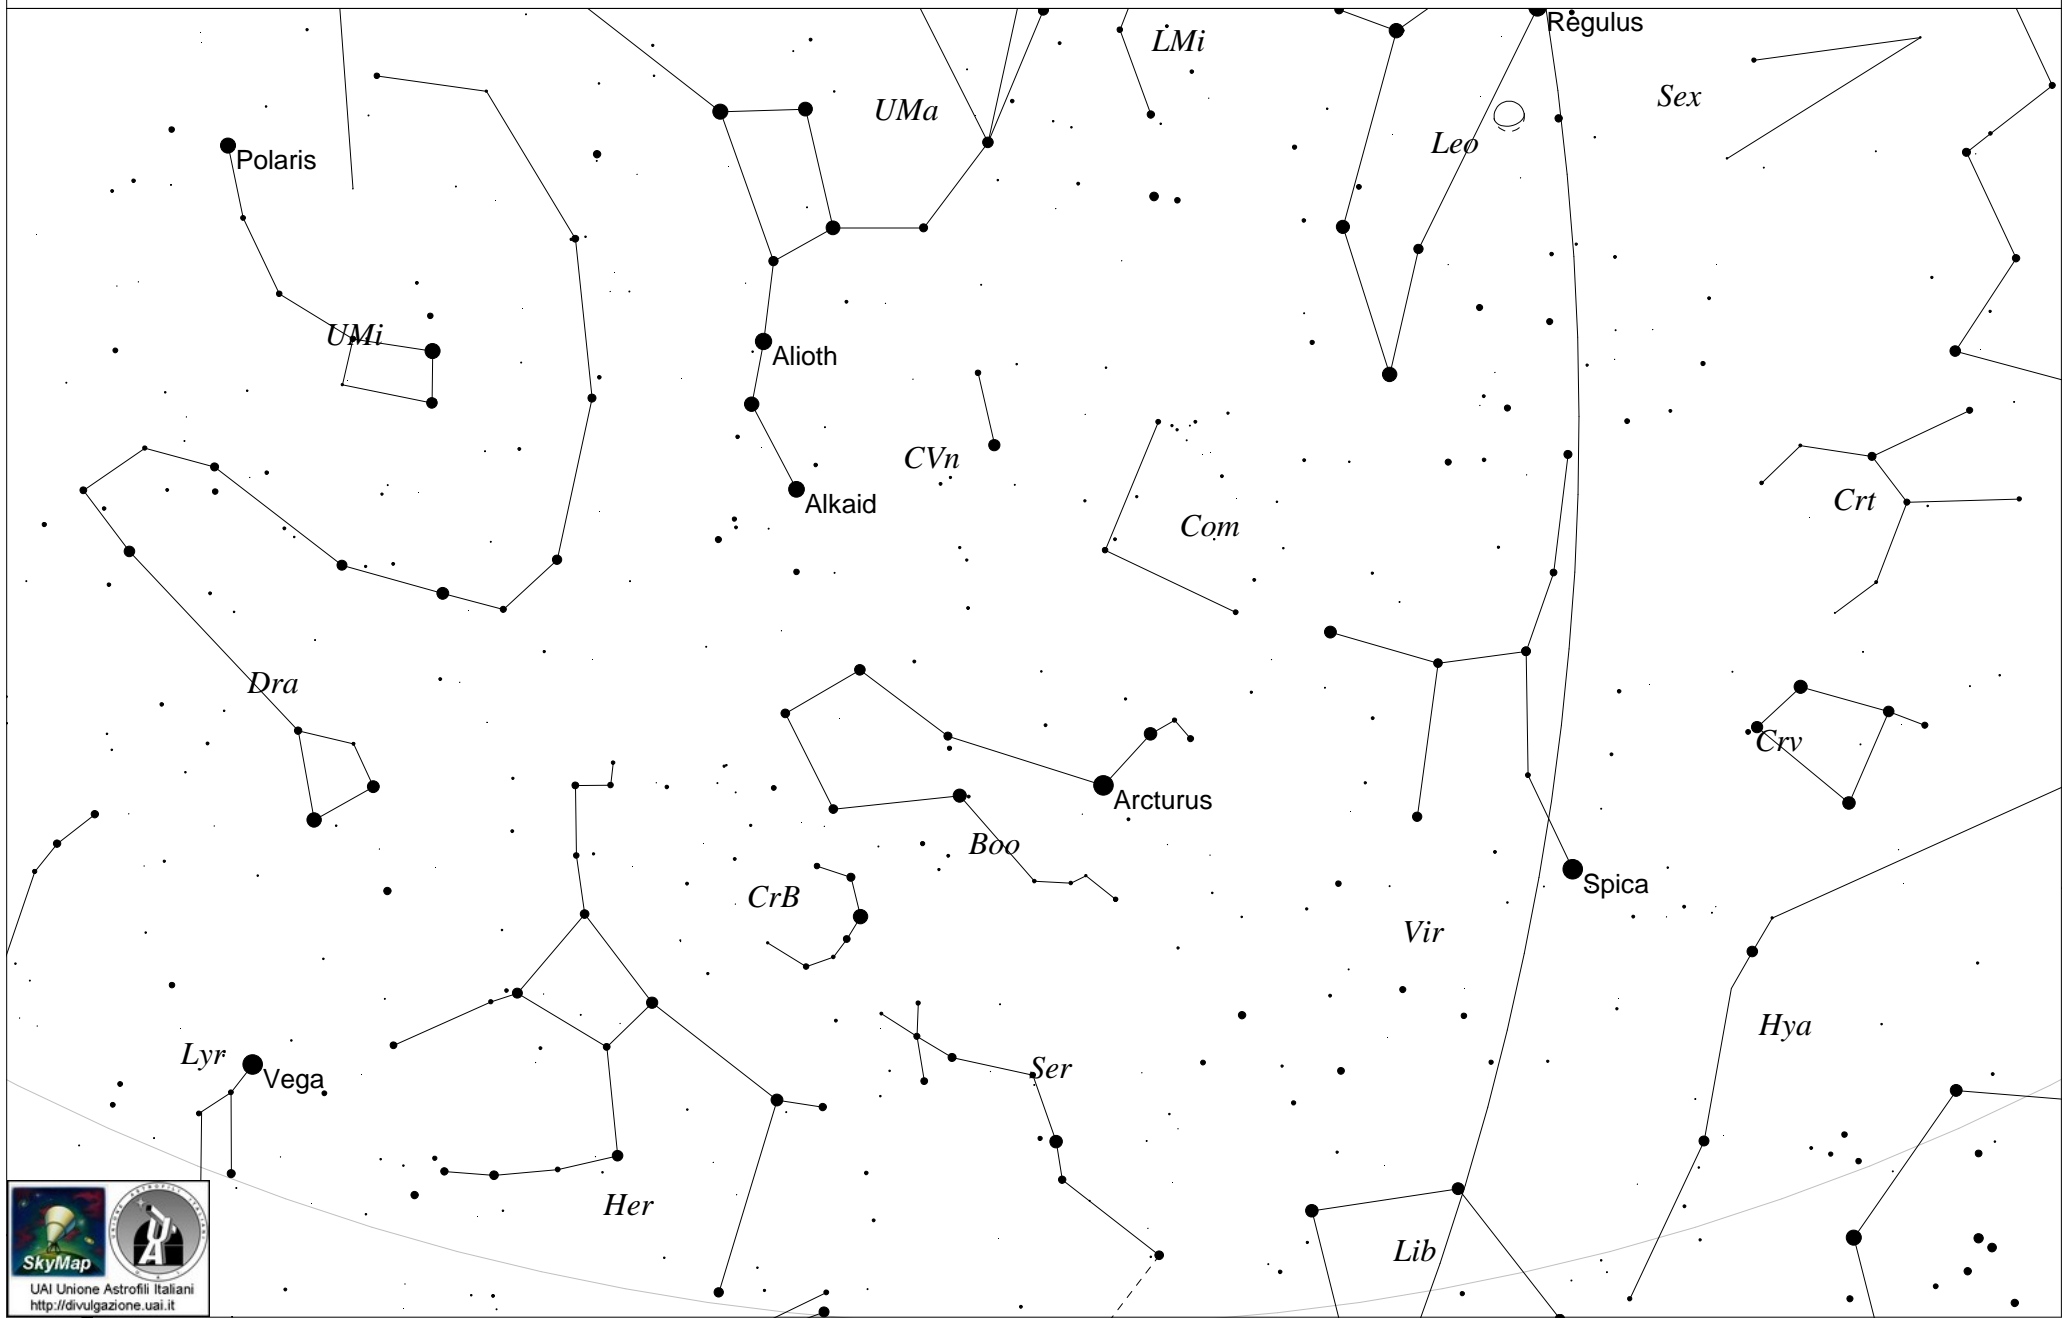 Regulus
LMi
Sex
UMa
Leo
Polaris
UMi
Alioth
CVn
Alkaid
Crt
Com
Dra
Crv
Arcturus
Boo
Spica
CrB
Vir
Hya
Lyr
Vega
Ser
Her
Lib
SkyMap
UAI
UAI Unione Astrofili Italiani
http://divulgazione.uai.it